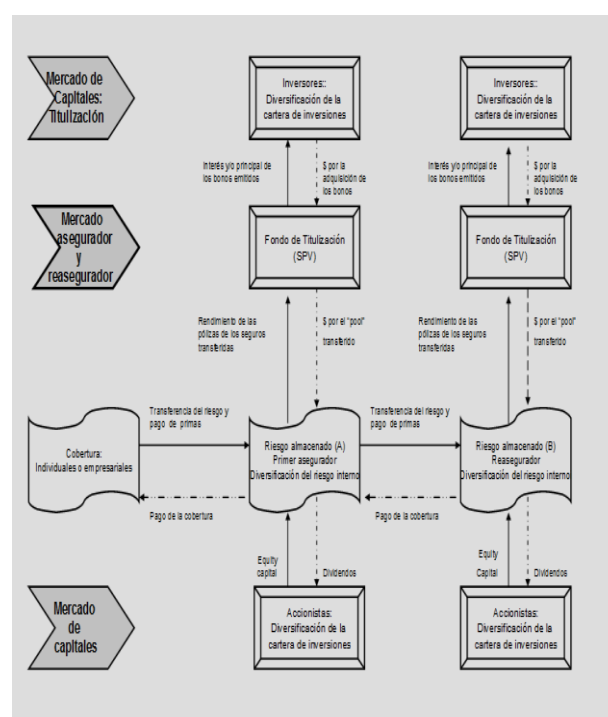 Mercado de
Capitales:
Titulización
Inversores::
Diversificación de la
cartera de inversiones
Inversores:
Diversificación de la
cartera de inversiones
Interés y/o principal de
los bonos emitidos
$ por la
adquisición de
los bonos
Interés y/o principal de
los bonos emitidos
$ por la
adquisición de
los bonos
Mercado
asegurador
y
reasegurador
Fondo de Titulización
(SPV)
Fondo de Titulización
(SPV)
Rendimiento de las
pólizas de los seguros
transferidas
$ por el "pool"
transferido
Rendimiento de las
pólizas de los seguros
transferidas
$ por el "pool"
transferido
Transferencia del riesgo y
pago de primas
Transferencia del riesgo y
pago de primas
Cobertura:
Individuales o empresariales
Riesgo almacenado (A)
Primer asegurador
Diversificación del riesgo interno
Riesgo almacenado (B)
Reasegurador
Diversificación del riesgo interno
Pago de la cobertura
Pago de la cobertura
Equity
capital
Dividendos
Equity
Capital
Dividendos
Mercado
de
capitales
Accionistas:
Diversificación de la
cartera de inversiones
Accionistas:
Diversificación de la
cartera de inversiones